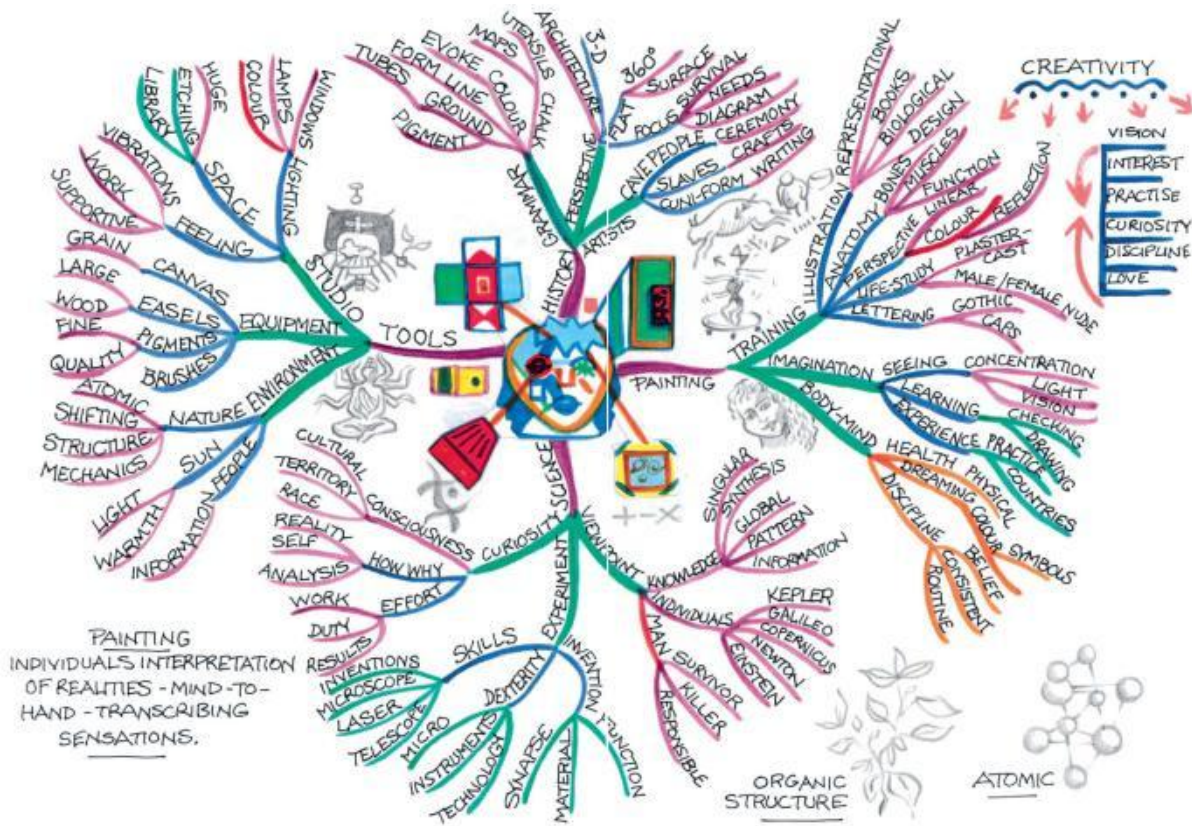 TOOLS
STUDIO
LIGHTING
WINDOWS
LAMPS
COLOUR
SPACE
HUGE
ETCHING
LIBRARY
FEELING
VIBRATIONS
WORK
SUPPORTIVE
EQUIPMENT
CANVAS
GRAIN
EASELS
LARGE
WOOD
PIGMENTS
FINE
BRUSHES
QUALITY
ENVIRONMENT
NATURE
ATOMIC
SHIFTING
STRUCTURE
MECHANICS
SUN
LIGHT
WARMTH
PEOPLE
INFORMATION
HISTORY
GRAMMAR
TUBES
FORM LINE
EVOKE COLOUR
MAPS
UTENSILS CHALK
GROUND
PIGMENT
PERSPECTIVE
ARCHITECTURE
3-D
FLAT
360°
SURFACE
FOCUS
SURVIVAL
NEEDS
DIAGRAM
ARTISTS
CAVE PEOPLE
CEREMONY
SLAVES
CRAFTS
CUNI-FORM WRITING
PAINTING
TRAINING
ILLUSTRATION
REPRESENTATIONAL
BOOKS
BIOLOGICAL
DESIGN
ANATOMY
BONES
MUSCLES
FUNCTION
PERSPECTIVE
LINEAR
COLOUR
REFLECTION
LIFE-STUDY
PLASTER-
CAST
MALE/FEMALE NUDE
LETTERING
GOTHIC
CAPS
IMAGINATION
SEEING
CONCENTRATION
LIGHT
VISION
LEARNING
CHECKING
DRAWING
EXPERIENCE
PRACTICE
COUNTRIES
BODY-MIND
HEALTH
PHYSICAL
DREAMING
COLOUR
SYMBOLS
BELIEF
DISCIPLINE
CONSISTENT
ROUTINE
SCIENCE
CURIOSITY
CONSCIOUSNESS
CULTURAL
TERRITORY
RACE
HOW WHY
REALITY
SELF
ANALYSIS
EFFORT
WORK
DUTY
RESULTS
EXPERIMENT
SKILLS
INVENTIONS
MICROSCOPE
LASER
TELESCOPE
DEXTERITY
MICRO
INSTRUMENTS
TECHNOLOGY
INVENTION
SYNAPSE
MATERIAL
FUNCTION
VIEWPOINT
KNOWLEDGE
SINGULAR
SYNTHESIS
GLOBAL
PATTERN
INFORMATION
INDIVIDUALS
KEPLER
GALILEO
COPERNICUS
NEWTON
EINSTEIN
MAN
SURVIVOR
KILLER
RESPONSIBLE
+-×
CREATIVITY
VISION
INTEREST
PRACTISE
CURIOSITY
DISCIPLINE
LOVE
PAINTING
INDIVIDUALS INTERPRETATION
OF REALITIES - MIND-TO-
HAND - TRANSCRIBING
SENSATIONS.
ORGANIC
STRUCTURE
ATOMIC